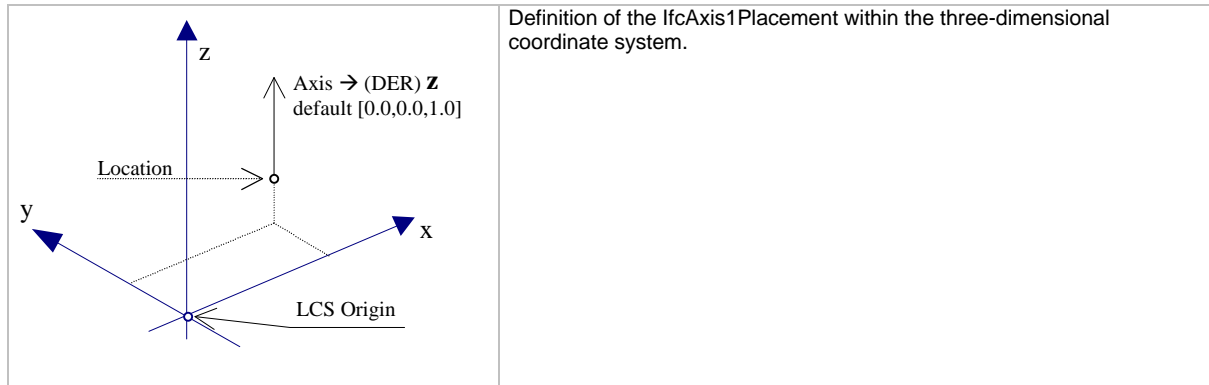 z
Axis → (DER) z
default [0.0,0.0,1.0]
Location
y
x
LCS Origin
Definition of the IfcAxis1Placement within the three-dimensional
coordinate system.